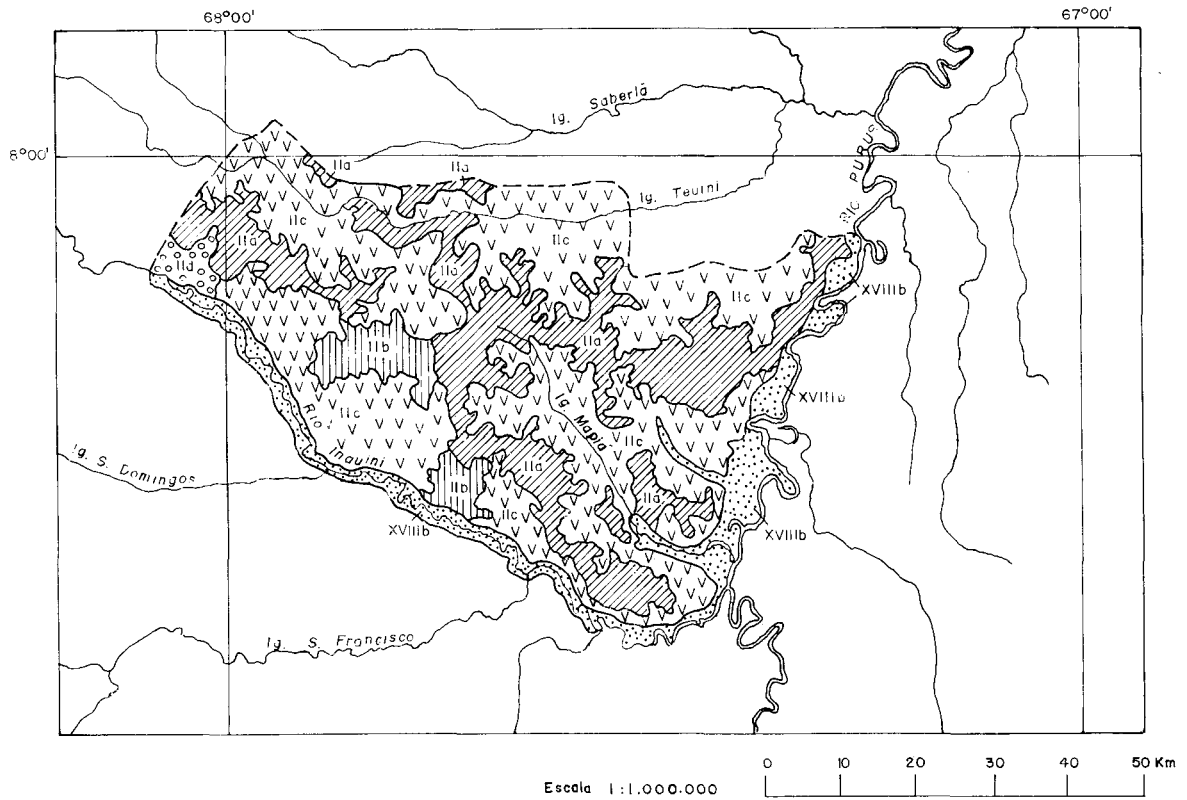 68°00'
67°00'
Ig. Saberlā
8°00'
IIa
IIa
RIO PURUS
Ig. Teuini
IIc
IIc
IIa
IId
IIa
IIc
XVIIIb
IIa
IIb
XVIIIb
IIc
Rio Inauini
Ig. Mapiá
IIc
Ig. S. Domingos
IIa
IIb
IIa
IIc
XVIIIb
XVIIIb
Ig. S. Francisco
0 10 20 30 40 50 Km
Escala 1:1.000.000